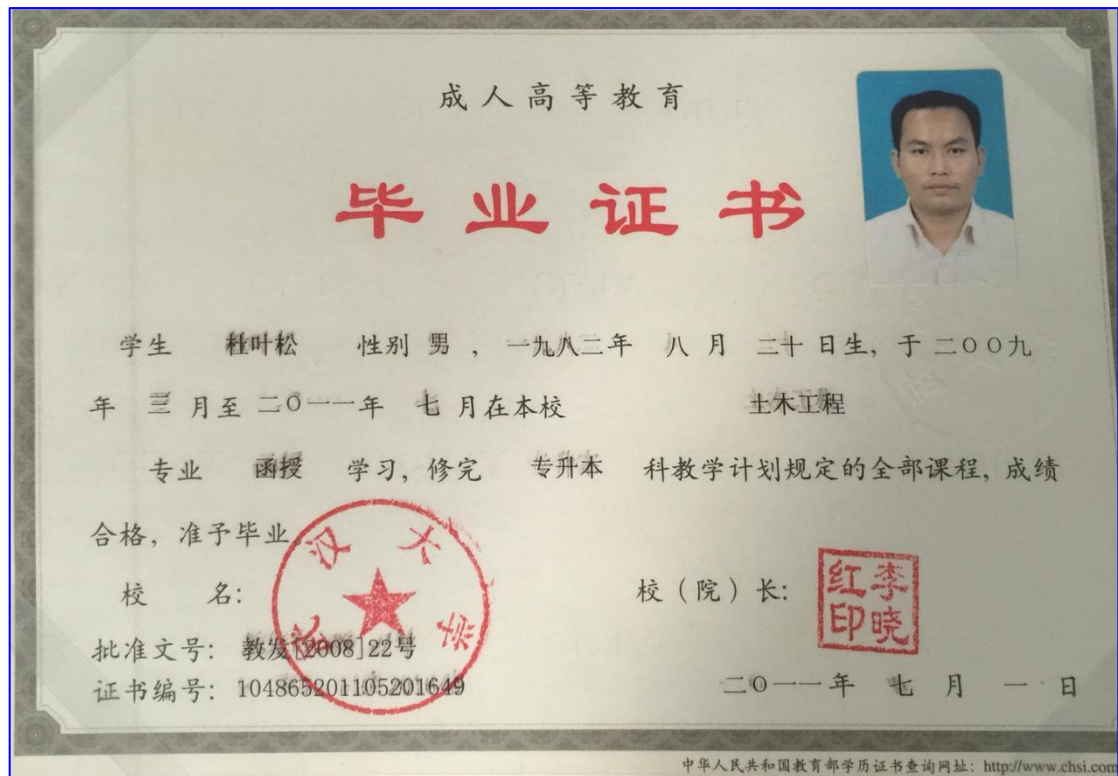 成人高等教育
毕业证书
学生 杜叶松 性别 男 , 一九八二年 八 月 二十 日生, 于 二〇〇九
年 三 月至 二〇一一年 七 月在本校 土木工程
专业 函授 学习, 修完 专升本 科教学计划规定的全部课程, 成绩
合格, 准予毕业。
校 名: 武汉大学
校(院)长: 李晓红印
批准文号: 教发[2008]22号
证书编号: 104865201105201649
二〇一一年 七 月 一 日
中华人民共和国教育部学历证书查询网址: http://www.chsi.com